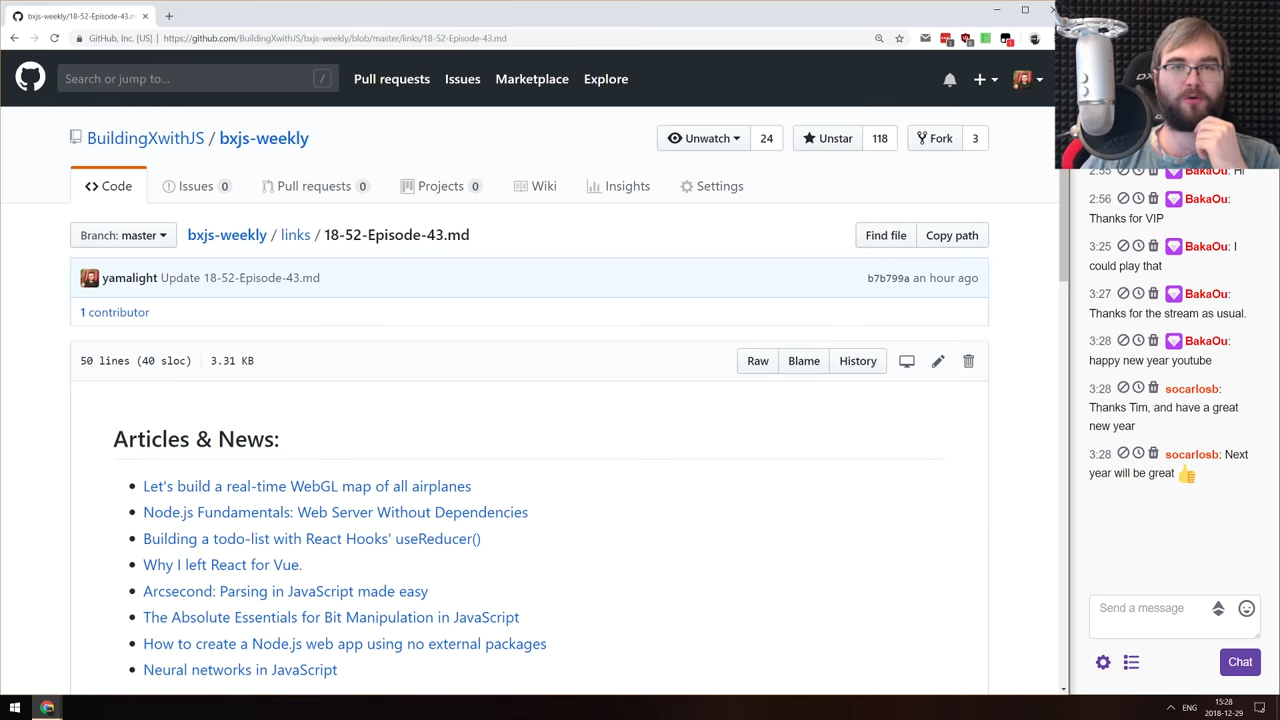 bxjs-weekly/18-52-Episode-43.m
GitHub, Inc. [US] | https://github.com/BuildingXwithJS/bxjs-weekly/blob/master/links/18-52-Episode-43.md
Search or jump to...
/
Pull requests
Issues
Marketplace
Explore
BuildingXwithJS / bxjs-weekly
Unwatch
24
Unstar
118
Fork
3
Code
Issues 0
Pull requests 0
Projects 0
Wiki
Insights
Settings
Branch: master
bxjs-weekly / links / 18-52-Episode-43.md
Find file
Copy path
yamalight Update 18-52-Episode-43.md
b7b799a an hour ago
1 contributor
50 lines (40 sloc)
3.31 KB
Raw
Blame
History
Articles & News:
Let's build a real-time WebGL map of all airplanes
Node.js Fundamentals: Web Server Without Dependencies
Building a todo-list with React Hooks’ useReducer()
Why I left React for Vue.
Arcsecond: Parsing in JavaScript made easy
The Absolute Essentials for Bit Manipulation in JavaScript
How to create a Node.js web app using no external packages
Neural networks in JavaScript
2:55 BakaOu: Hi
2:56 BakaOu:
Thanks for VIP
3:25 BakaOu: I
could play that
3:27 BakaOu:
Thanks for the stream as usual.
3:28 BakaOu:
happy new year youtube
3:28 socarlosb:
Thanks Tim, and have a great
new year
3:28 socarlosb: Next
year will be great
Send a message
Chat
ENG
15:28
2018-12-29